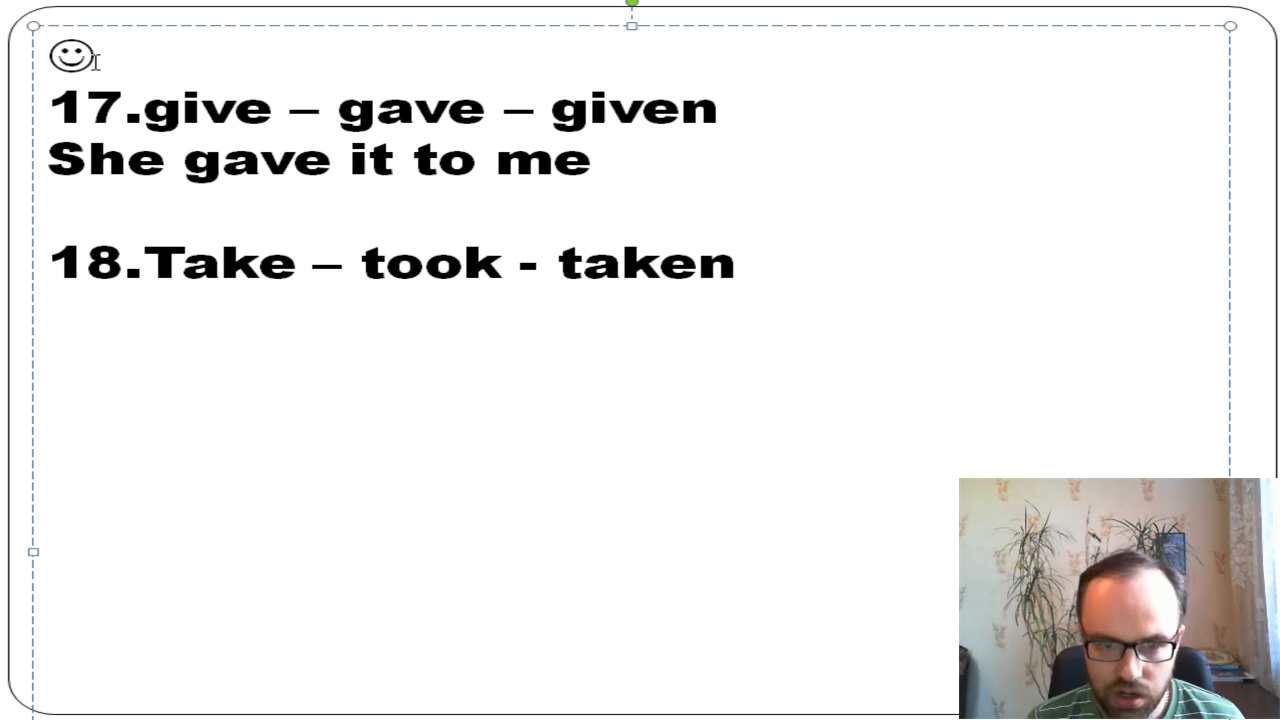 17.give – gave – given
She gave it to me
18.Take – took - taken